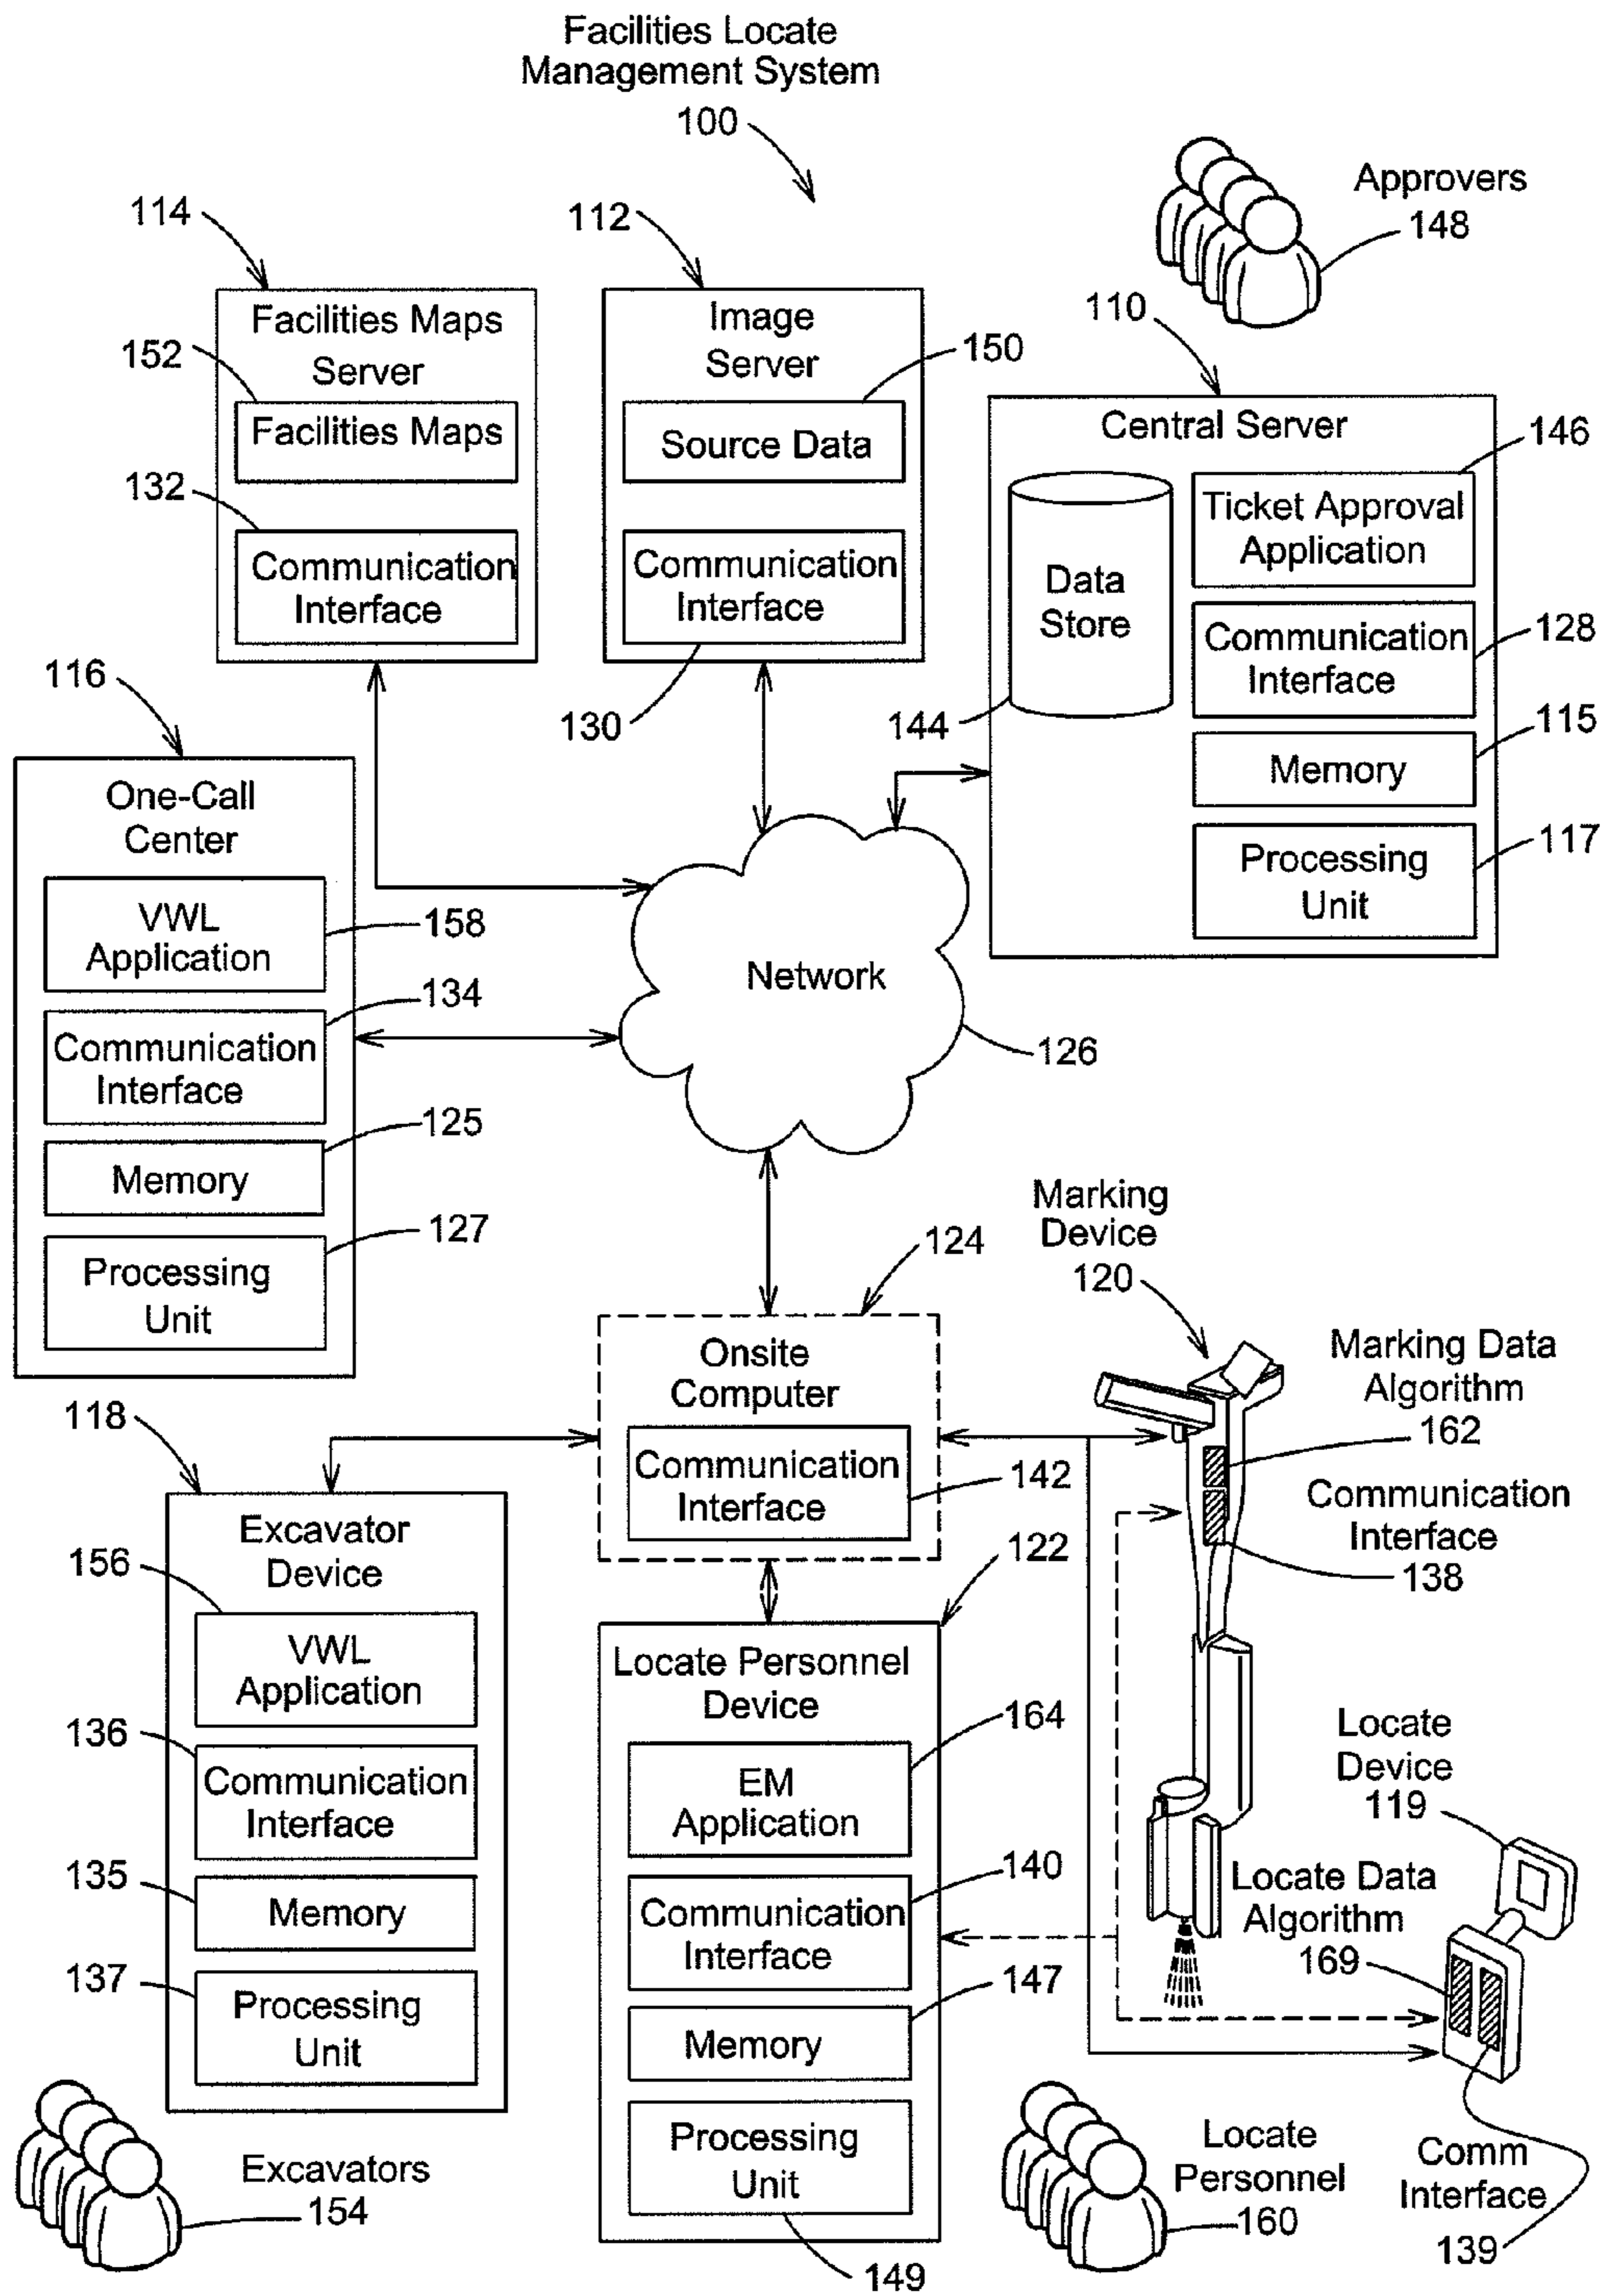 Facilities Locate
Management System
100
Approvers
148
114
112
110
Facilities Maps
Server
152
Facilities Maps
132
Communication
Interface
Image
Server
150
Source Data
Communication
Interface
130
Central Server
146
Ticket Approval
Application
Data
Store
144
Communication
Interface
128
115
Memory
117
Processing
Unit
116
One-Call
Center
VWL
Application
158
134
Communication
Interface
125
Memory
127
Processing
Unit
Network
126
124
Onsite
Computer
Communication
Interface
142
Marking
Device
120
Marking Data
Algorithm
162
Communication
Interface
138
118
Excavator
Device
156
VWL
Application
136
Communication
Interface
135
Memory
137
Processing
Unit
122
Locate Personnel
Device
164
EM
Application
140
Communication
Interface
147
Memory
Processing
Unit
149
Locate
Device
119
Locate Data
Algorithm
169
Excavators
154
Locate
Personnel
160
Comm
Interface
139